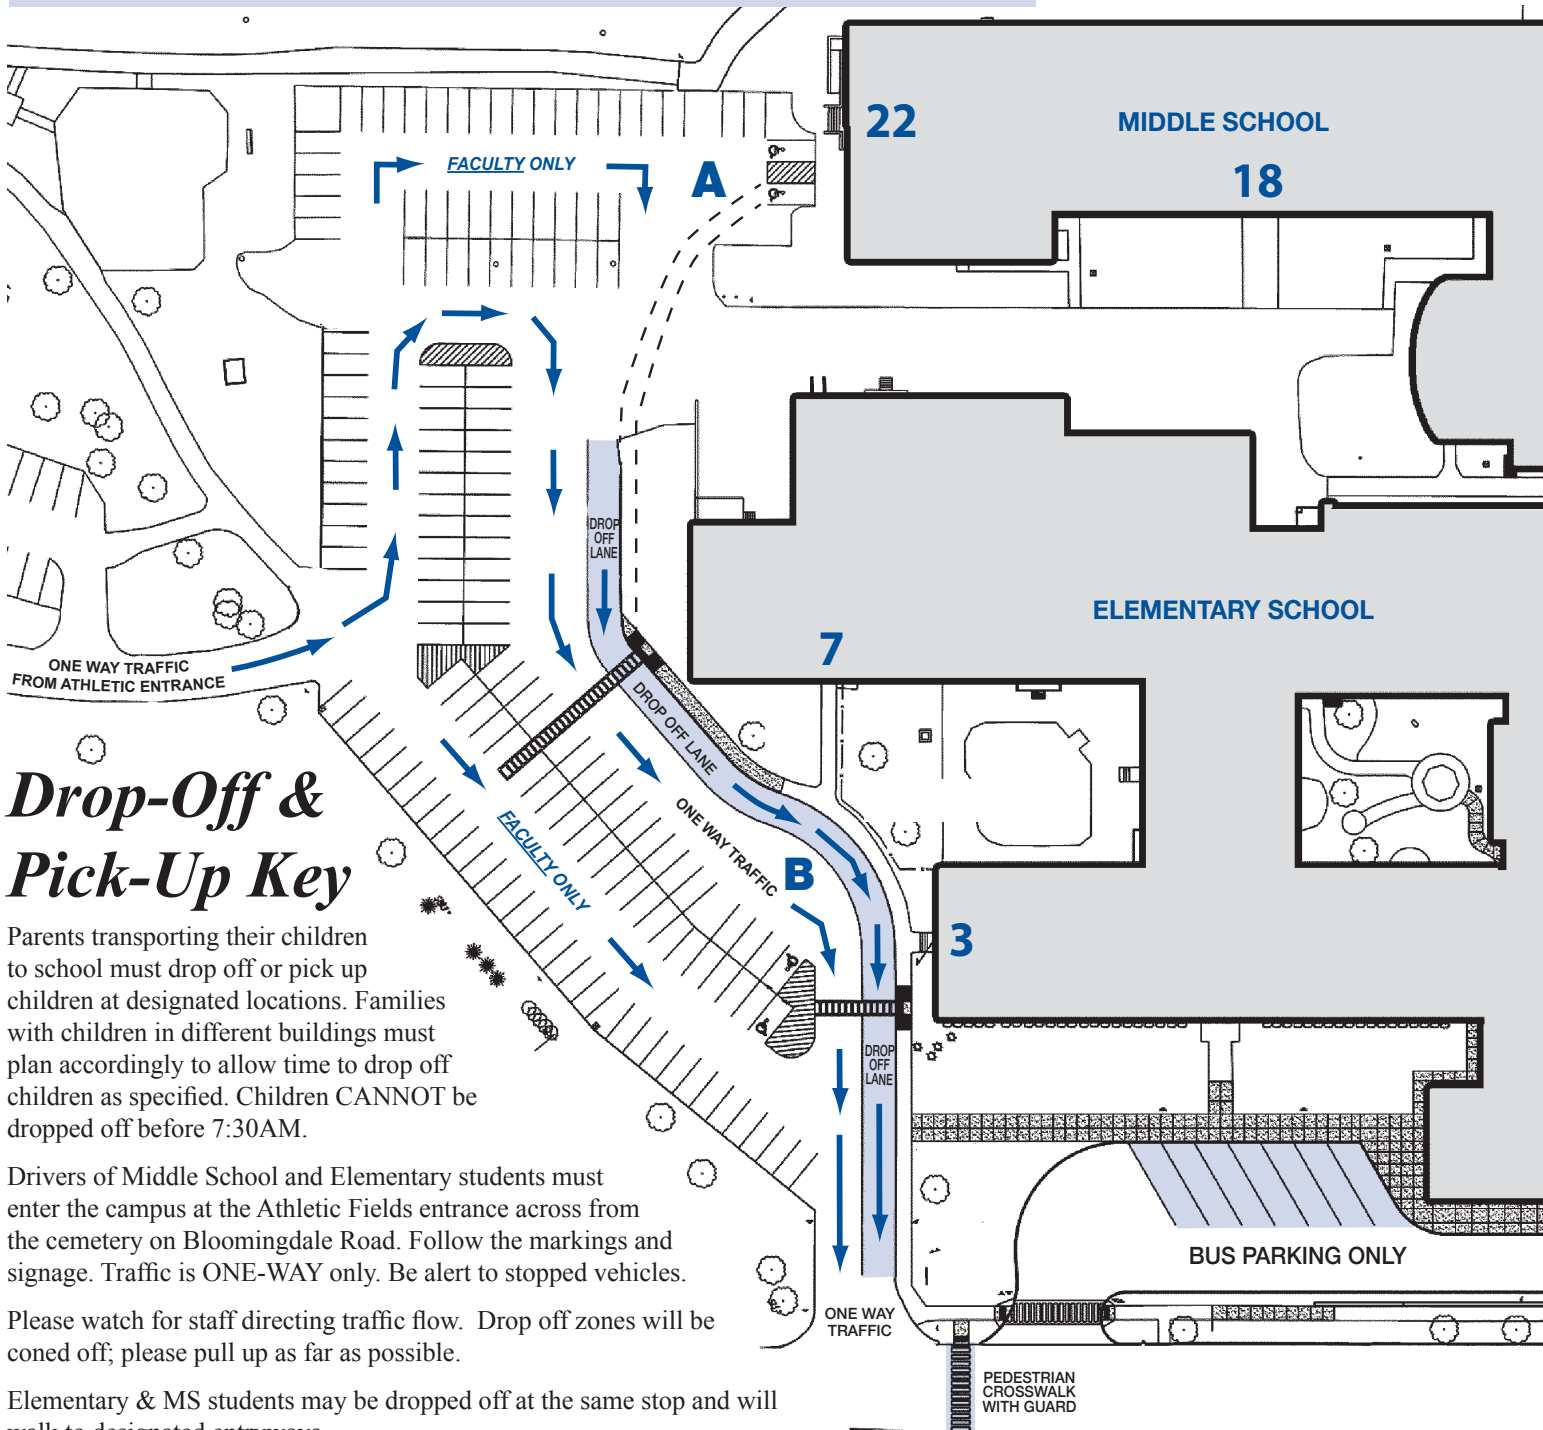 22
MIDDLE SCHOOL
18
FACULTY ONLY
A
DROP
OFF
LANE
ELEMENTARY SCHOOL
7
ONE WAY TRAFFIC
FROM ATHLETIC ENTRANCE
DROP OFF LANE
ONE WAY TRAFFIC
FACULTY ONLY
B
3
DROP
OFF
LANE
BUS PARKING ONLY
ONE WAY
TRAFFIC
PEDESTRIAN
CROSSWALK
WITH GUARD
Drop-Off &
Pick-Up Key
Parents transporting their children
to school must drop off or pick up
children at designated locations. Families
with children in different buildings must
plan accordingly to allow time to drop off
children as specified. Children CANNOT be
dropped off before 7:30AM.
Drivers of Middle School and Elementary students must
enter the campus at the Athletic Fields entrance across from
the cemetery on Bloomingdale Road. Follow the markings and
signage. Traffic is ONE-WAY only. Be alert to stopped vehicles.
Please watch for staff directing traffic flow.  Drop off zones will be
coned off; please pull up as far as possible.
Elementary & MS students may be dropped off at the same stop and will
walk to designated entryways.